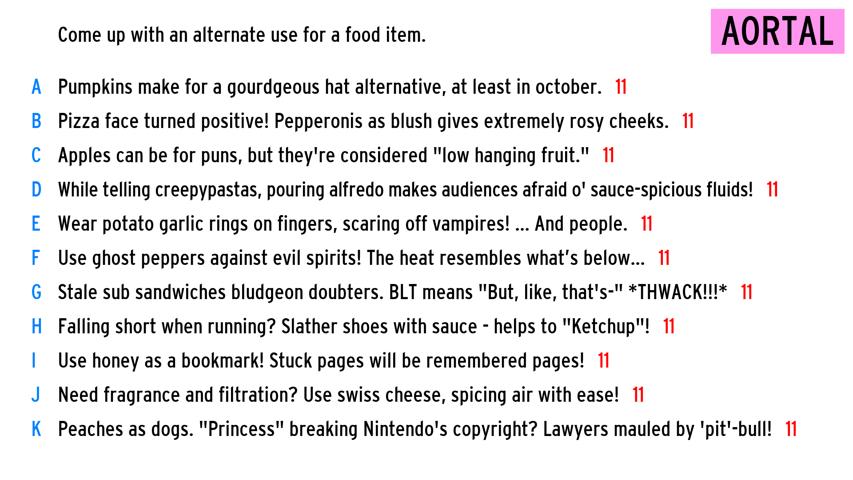 Come up with an alternate use for a food item.
AORTAL
A Pumpkins make for a gourdgeous hat alternative, at least in october. 11
B Pizza face turned positive! Pepperonis as blush gives extremely rosy cheeks. 11
C Apples can be for puns, but they're considered "low hanging fruit." 11
D While telling creepypastas, pouring alfredo makes audiences afraid o' sauce-spicious fluids! 11
E Wear potato garlic rings on fingers, scaring off vampires! ... And people. 11
F Use ghost peppers against evil spirits! The heat resembles what's below... 11
G Stale sub sandwiches bludgeon doubters. BLT means "But, like, that's-" *THWACK!!!* 11
H Falling short when running? Slather shoes with sauce - helps to "Ketchup"! 11
I Use honey as a bookmark! Stuck pages will be remembered pages! 11
J Need fragrance and filtration? Use swiss cheese, spicing air with ease! 11
K Peaches as dogs. "Princess" breaking Nintendo's copyright? Lawyers mauled by 'pit'-bull! 11